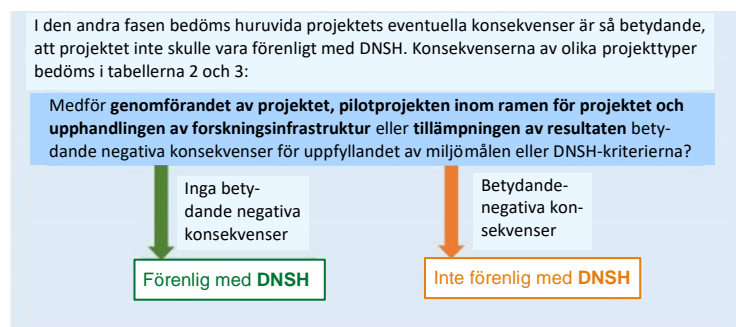 I den andra fasen bedöms huruvida projektets eventuella konsekvenser är så betydande,
att projektet inte skulle vara förenligt med DNSH. Konsekvenserna av olika projekttyper
bedöms i tabellerna 2 och 3:
Medför genomförandet av projektet, pilotprojekten inom ramen för projektet och
upphandlingen av forskningsinfrastruktur eller tillämpningen av resultaten bety-
dande negativa konsekvenser för uppfyllandet av miljömålen eller DNSH-kriterierna?
Inga bety-
dande negativa
konsekvenser
Betydande-
negativa kon-
sekvenser
Förenlig med DNSH
Inte förenlig med DNSH